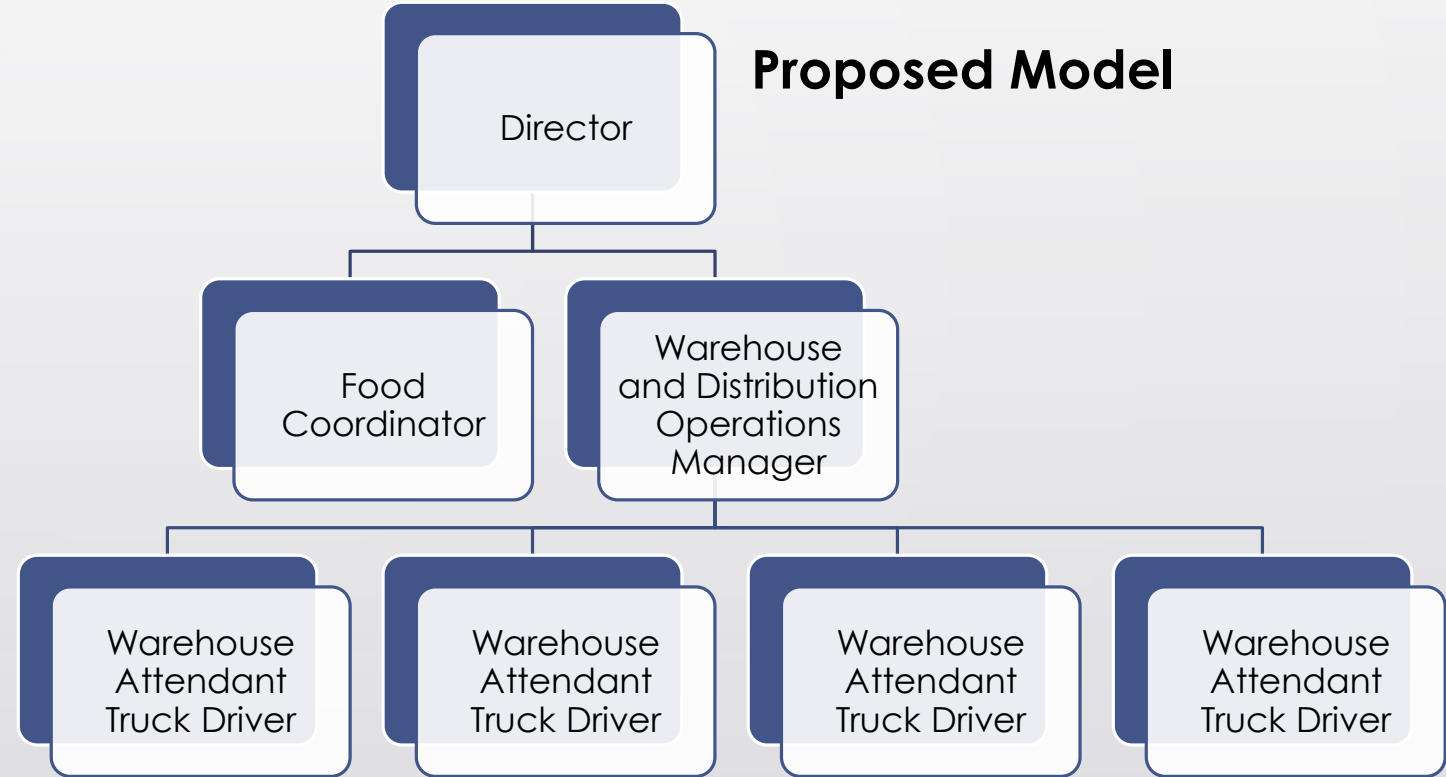 Proposed Model
Director
Food
Coordinator
Warehouse
and Distribution
Operations
Manager
Warehouse
Attendant
Truck Driver
Warehouse
Attendant
Truck Driver
Warehouse
Attendant
Truck Driver
Warehouse
Attendant
Truck Driver